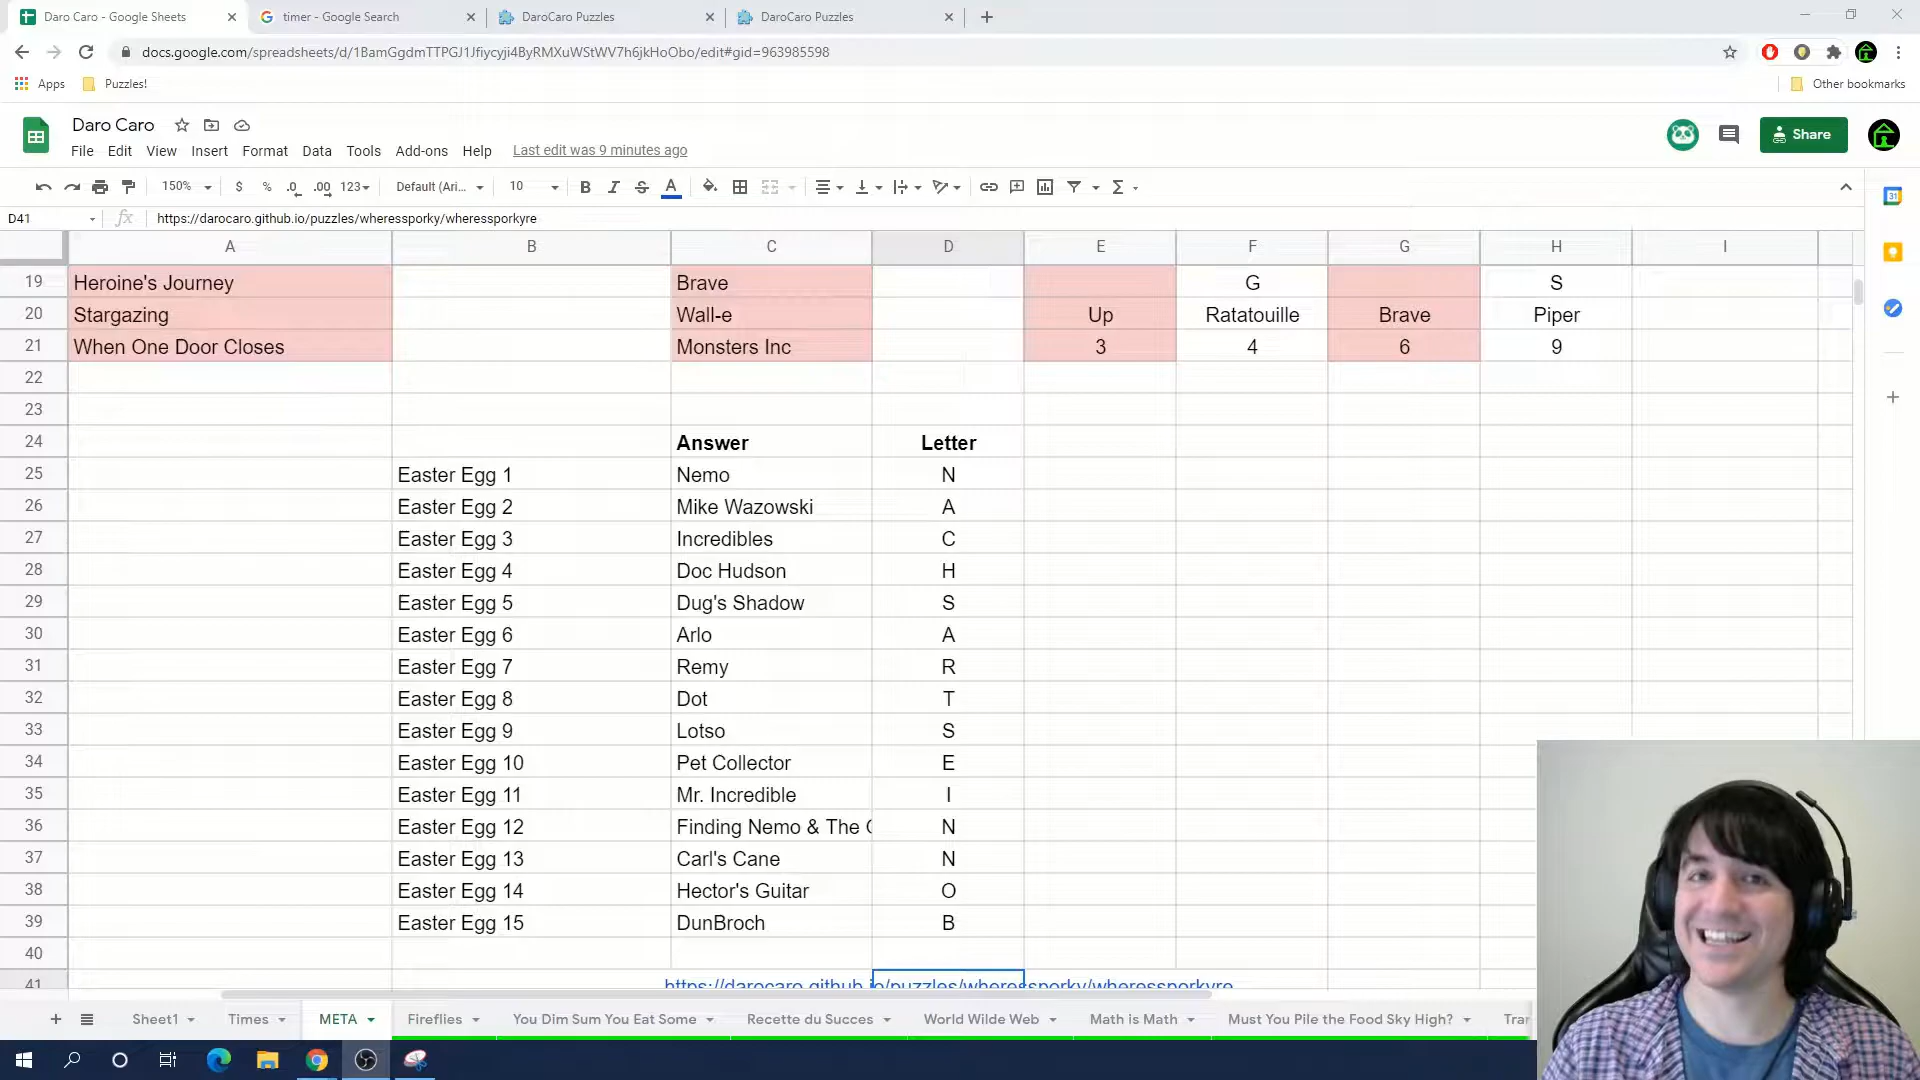 Daro Caro - Google Sheets
timer - Google Search
DaroCaro Puzzles
DaroCaro Puzzles
docs.google.com/spreadsheets/d/1BamGgdmTTPGJ1Jfiycyji4ByRMXuWStWV7h6jkHoObo/edit#gid=963985598
Apps Puzzles! Other bookmarks
Daro Caro
File Edit View Insert Format Data Tools Add-ons Help Last edit was 9 minutes ago
Share
150% $ % .0 .00 123 Default (Ari... 10 B I S A
D41 fx https://darocaro.github.io/puzzles/wheressporky/wheressporkyre
A B C D E F G H I
19 Heroine's Journey Brave G S
20 Stargazing Wall-e Up Ratatouille Brave Piper
21 When One Door Closes Monsters Inc 3 4 6 9
22
23
24 Answer Letter
25 Easter Egg 1 Nemo N
26 Easter Egg 2 Mike Wazowski A
27 Easter Egg 3 Incredibles C
28 Easter Egg 4 Doc Hudson H
29 Easter Egg 5 Dug's Shadow S
30 Easter Egg 6 Arlo A
31 Easter Egg 7 Remy R
32 Easter Egg 8 Dot T
33 Easter Egg 9 Lotso S
34 Easter Egg 10 Pet Collector E
35 Easter Egg 11 Mr. Incredible I
36 Easter Egg 12 Finding Nemo & The N
37 Easter Egg 13 Carl's Cane N
38 Easter Egg 14 Hector's Guitar O
39 Easter Egg 15 DunBroch B
40
41 https://darocaro.github.io/puzzles/wheressporky/wheressporkyre
Sheet1 Times META Fireflies You Dim Sum You Eat Some Recette du Succes World Wilde Web Math is Math Must You Pile the Food Sky High?